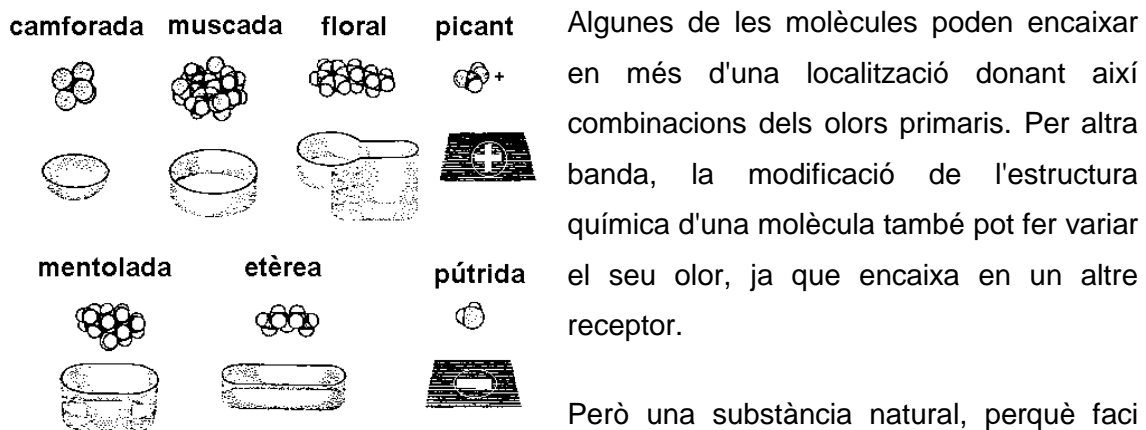 camforada muscada floral picant
+
mentolada etèrea pútrida
Algunes de les molècules poden encaixar
en més d'una localització donant així
combinacions dels olors primaris. Per altra
banda, la modificació de l'estructura
química d'una molècula també pot fer variar
el seu olor, ja que encaixa en un altre
receptor.
Però una substància natural, perquè faci